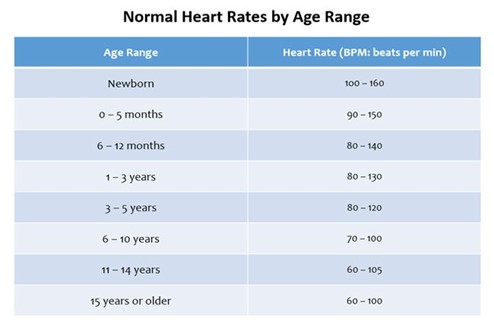 Normal Heart Rates by Age Range
Age Range Heart Rate (BPM: beats per min)
Newborn 100 – 160
0 – 5 months 90 – 150
6 – 12 months 80 – 140
1 – 3 years 80 – 130
3 – 5 years 80 – 120
6 – 10 years 70 – 100
11 – 14 years 60 – 105
15 years or older 60 – 100